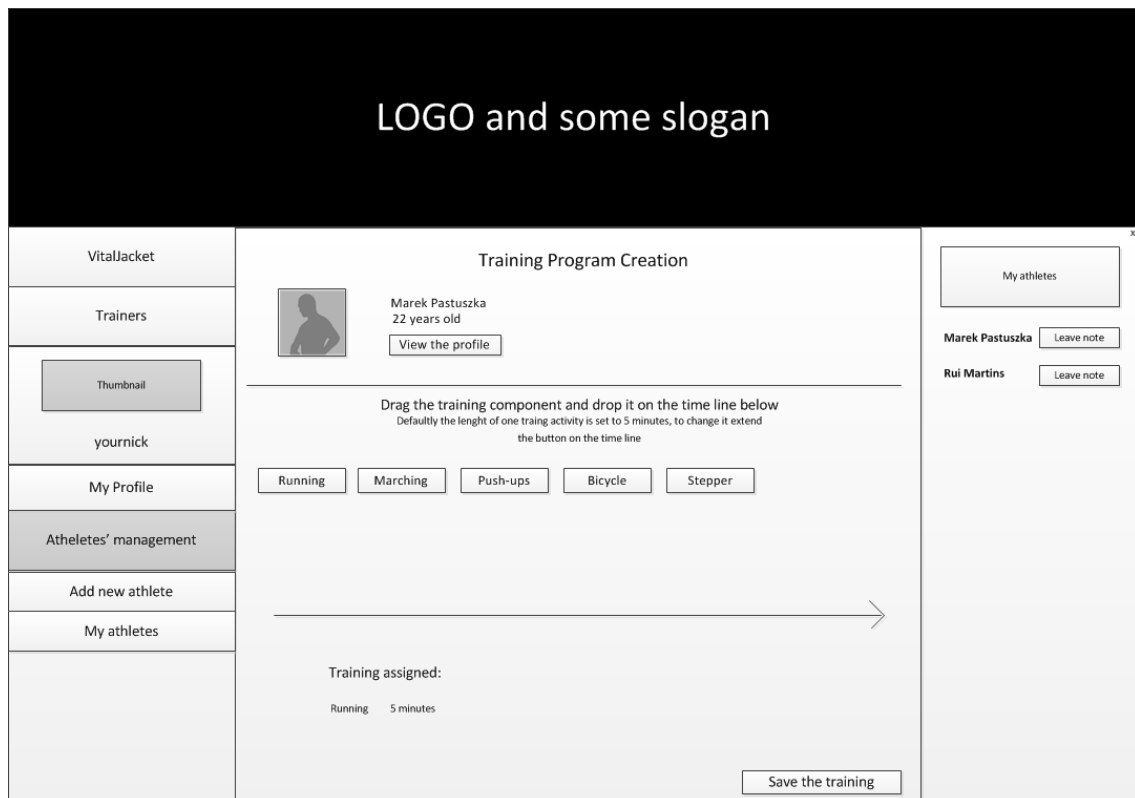 LOGO and some slogan
VitalJacket
Trainers
Thumbnail
yournick
My Profile
Atheletes' management
Add new athlete
My athletes
Training Program Creation
Marek Pastuszka
22 years old
View the profile
Drag the training component and drop it on the time line below
Defaultly the lenght of one traing activity is set to 5 minutes, to change it extend
the button on the time line
Running Marching Push-ups Bicycle Stepper
Training assigned:
Running 5 minutes
Save the training
x
My athletes
Marek Pastuszka Leave note
Rui Martins Leave note